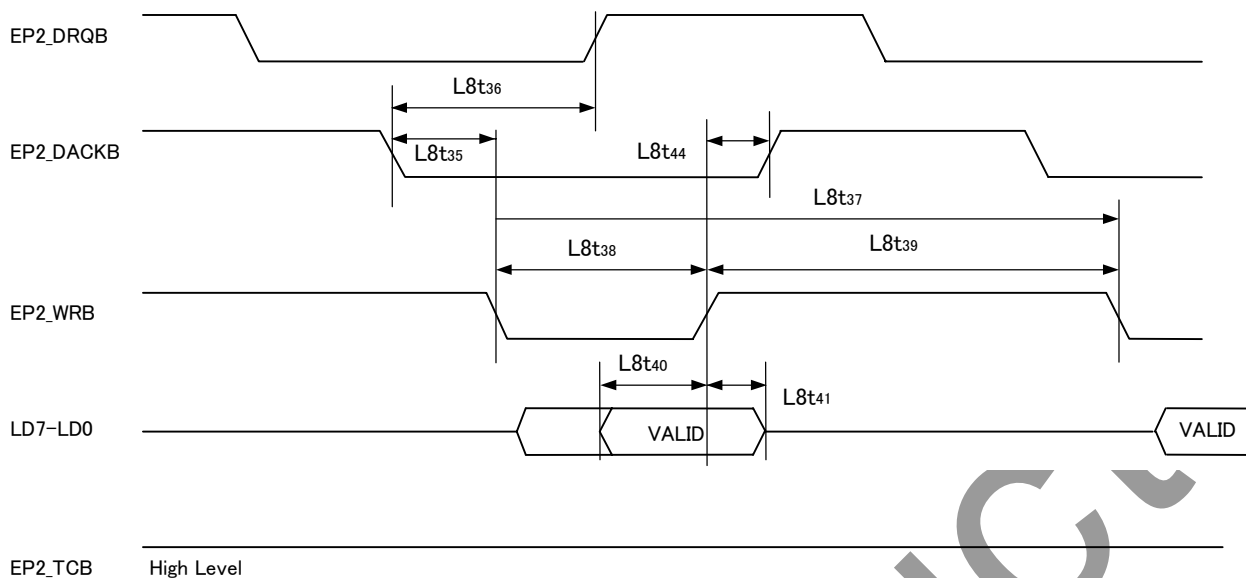 EP2_DRQB
L8t36
EP2_DACKB
L8t35
L8t44
L8t37
L8t38
L8t39
EP2_WRB
L8t40
L8t41
LD7-LD0
VALID
VALID
EP2_TCB
High Level